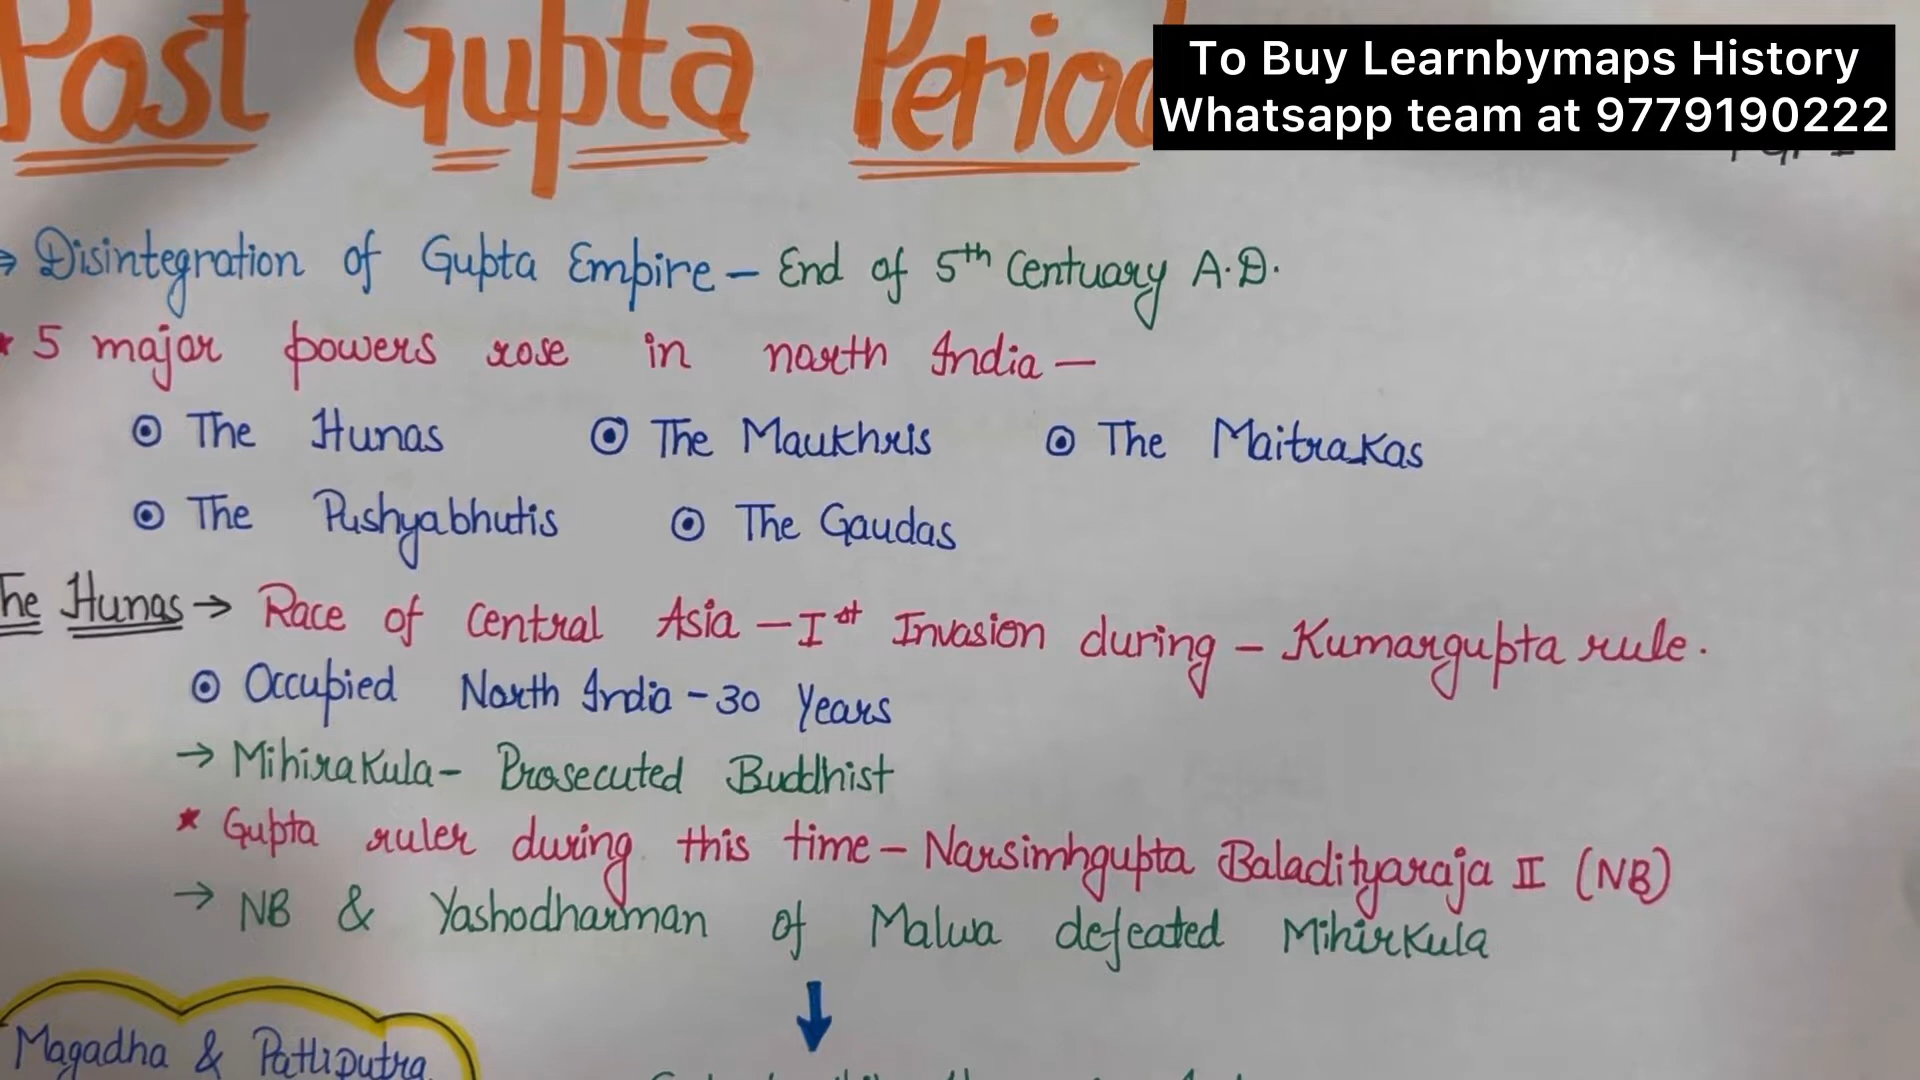 Post Gupta Period
To Buy Learnbymaps History
Whatsapp team at 9779190222
Disintegration of Gupta Empire – End of 5th Centuary A.D.
* 5 major powers rose in north India –
The Hunas The Maukhris The Maitrakas
The Pushyabhutis The Gaudas
The Hunas → Race of Central Asia – Ist Invasion during – Kumargupta rule.
Occupied North India – 30 Years
→ Mihirakula – Prosecuted Buddhist
* Gupta ruler during this time – Narsimhgupta Baladityaraja II (NB)
→ NB & Yashodharman of Malwa defeated Mihirkula
Magadha & Patliputra